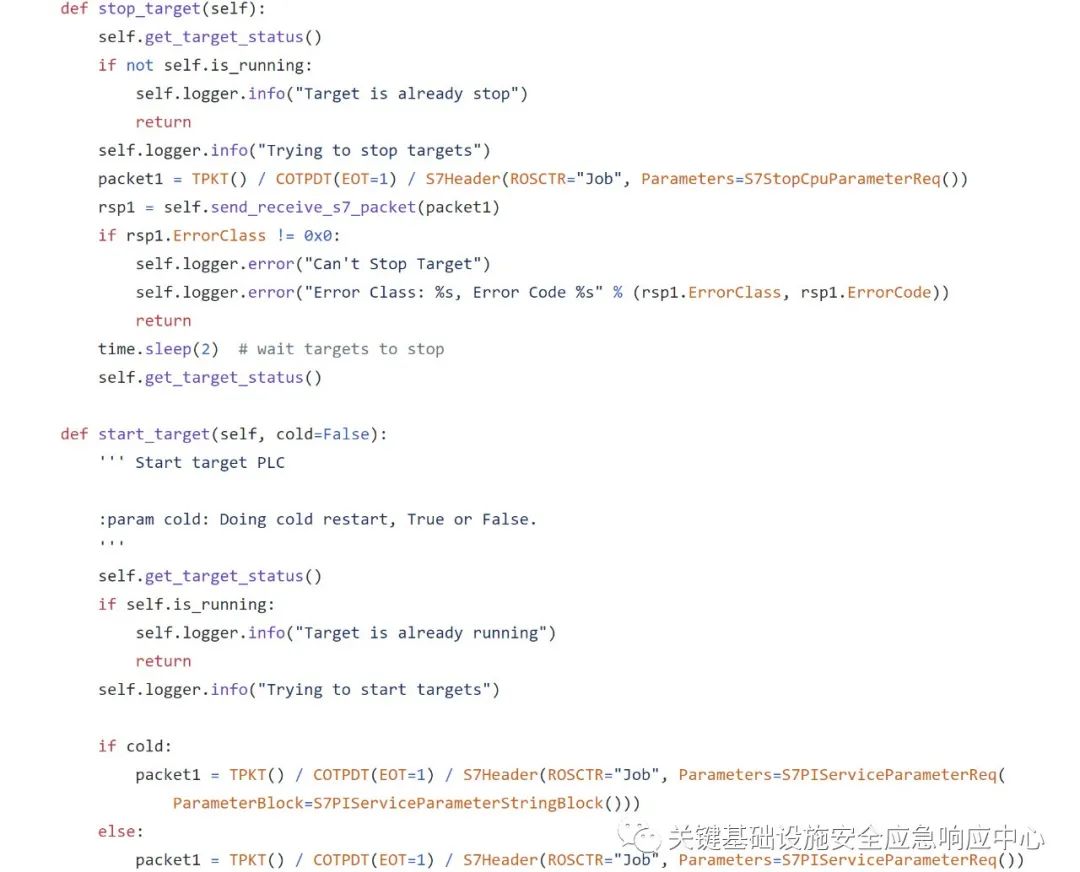 def stop_target(self):
    self.get_target_status()
    if not self.is_running:
        self.logger.info("Target is already stop")
        return
    self.logger.info("Trying to stop targets")
    packet1 = TPKT() / COTPDT(EOT=1) / S7Header(ROSCTR="Job", Parameters=S7StopCpuParameterReq())
    rsp1 = self.send_receive_s7_packet(packet1)
    if rsp1.ErrorClass != 0x0:
        self.logger.error("Can't Stop Target")
        self.logger.error("Error Class: %s, Error Code %s" % (rsp1.ErrorClass, rsp1.ErrorCode))
        return
    time.sleep(2)  # wait targets to stop
    self.get_target_status()

def start_target(self, cold=False):
    ''' Start target PLC

    :param cold: Doing cold restart, True or False.
    '''
    self.get_target_status()
    if self.is_running:
        self.logger.info("Target is already running")
        return
    self.logger.info("Trying to start targets")

    if cold:
        packet1 = TPKT() / COTPDT(EOT=1) / S7Header(ROSCTR="Job", Parameters=S7PIServiceParameterReq(
            ParameterBlock=S7PIServiceParameterStringBlock()))
    else:
        packet1 = TPKT() / COTPDT(EOT=1) / S7Header(ROSCTR="Job", Parameters=S7PIServiceParameterReq())
关键基础设施安全应急响应中心